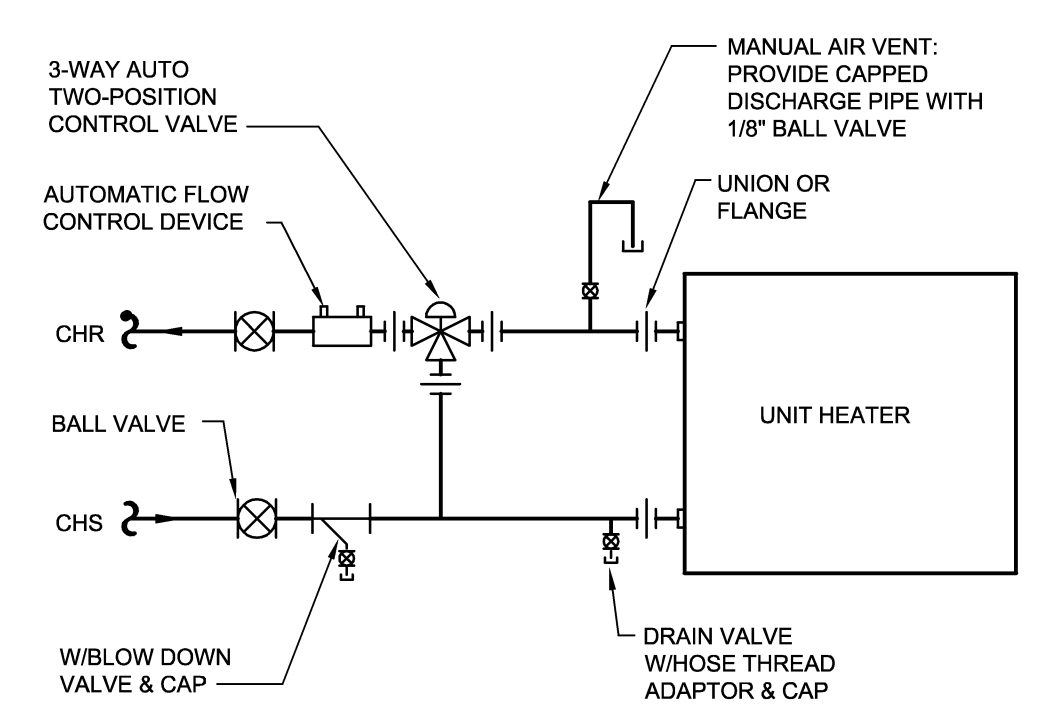 3-WAY AUTO
TWO-POSITION
CONTROL VALVE
MANUAL AIR VENT:
PROVIDE CAPPED
DISCHARGE PIPE WITH
1/8" BALL VALVE
AUTOMATIC FLOW
CONTROL DEVICE
UNION OR
FLANGE
CHR
UNIT HEATER
BALL VALVE
CHS
W/BLOW DOWN
VALVE & CAP
DRAIN VALVE
W/HOSE THREAD
ADAPTOR & CAP